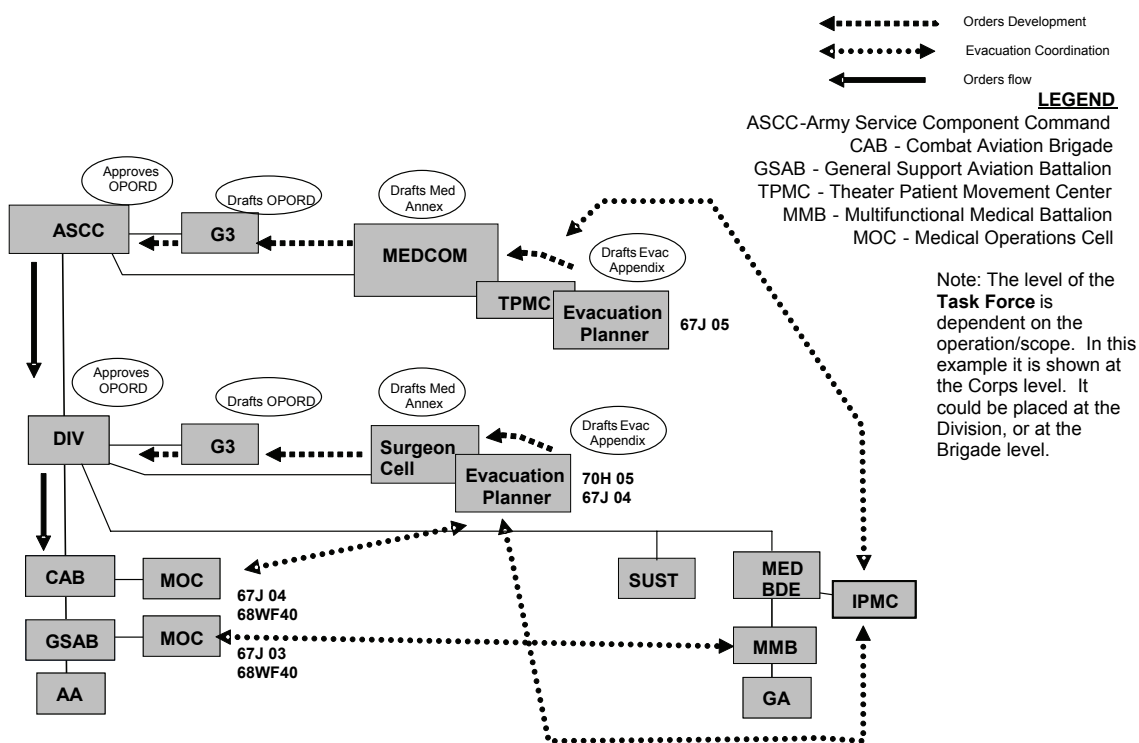 Orders Development
Evacuation Coordination
Orders flow
LEGEND
ASCC-Army Service Component Command
CAB - Combat Aviation Brigade
GSAB - General Support Aviation Battalion
TPMC - Theater Patient Movement Center
MMB - Multifunctional Medical Battalion
MOC - Medical Operations Cell
Note: The level of the
Task Force is
dependent on the
operation/scope. In this
example it is shown at
the Corps level. It
could be placed at the
Division, or at the
Brigade level.
Approves
OPORD
Drafts OPORD
Drafts Med
Annex
Drafts Evac
Appendix
ASCC
G3
MEDCOM
TPMC
Evacuation
Planner
67J 05
Approves
OPORD
Drafts OPORD
Drafts Med
Annex
Drafts Evac
Appendix
DIV
G3
Surgeon
Cell
Evacuation
Planner
70H 05
67J 04
CAB
MOC
67J 04
68WF40
SUST
MED
BDE
IPMC
GSAB
MOC
67J 03
68WF40
MMB
AA
GA